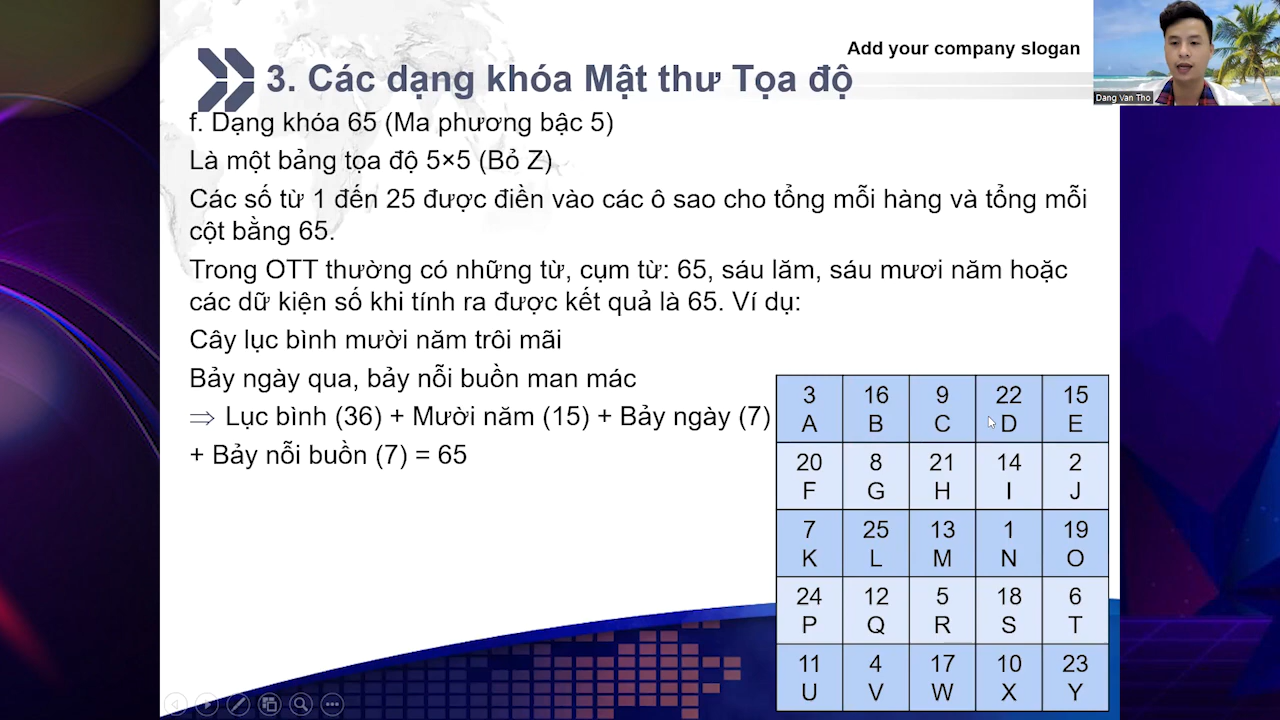 Add your company slogan
3. Các dạng khóa Mật thư Tọa độ
Dang Van Tho
f. Dạng khóa 65 (Ma phương bậc 5)
Là một bảng tọa độ 5×5 (Bỏ Z)
Các số từ 1 đến 25 được điền vào các ô sao cho tổng mỗi hàng và tổng mỗi
cột bằng 65.
Trong OTT thường có những từ, cụm từ: 65, sáu lăm, sáu mươi năm hoặc
các dữ kiện số khi tính ra được kết quả là 65. Ví dụ:
Cây lục bình mười năm trôi mãi
Bảy ngày qua, bảy nỗi buồn man mác
⇒ Lục bình (36) + Mười năm (15) + Bảy ngày (7)
+ Bảy nỗi buồn (7) = 65
3 16 9 22 15
A B C D E
20 8 21 14 2
F G H I J
7 25 13 1 19
K L M N O
24 12 5 18 6
P Q R S T
11 4 17 10 23
U V W X Y